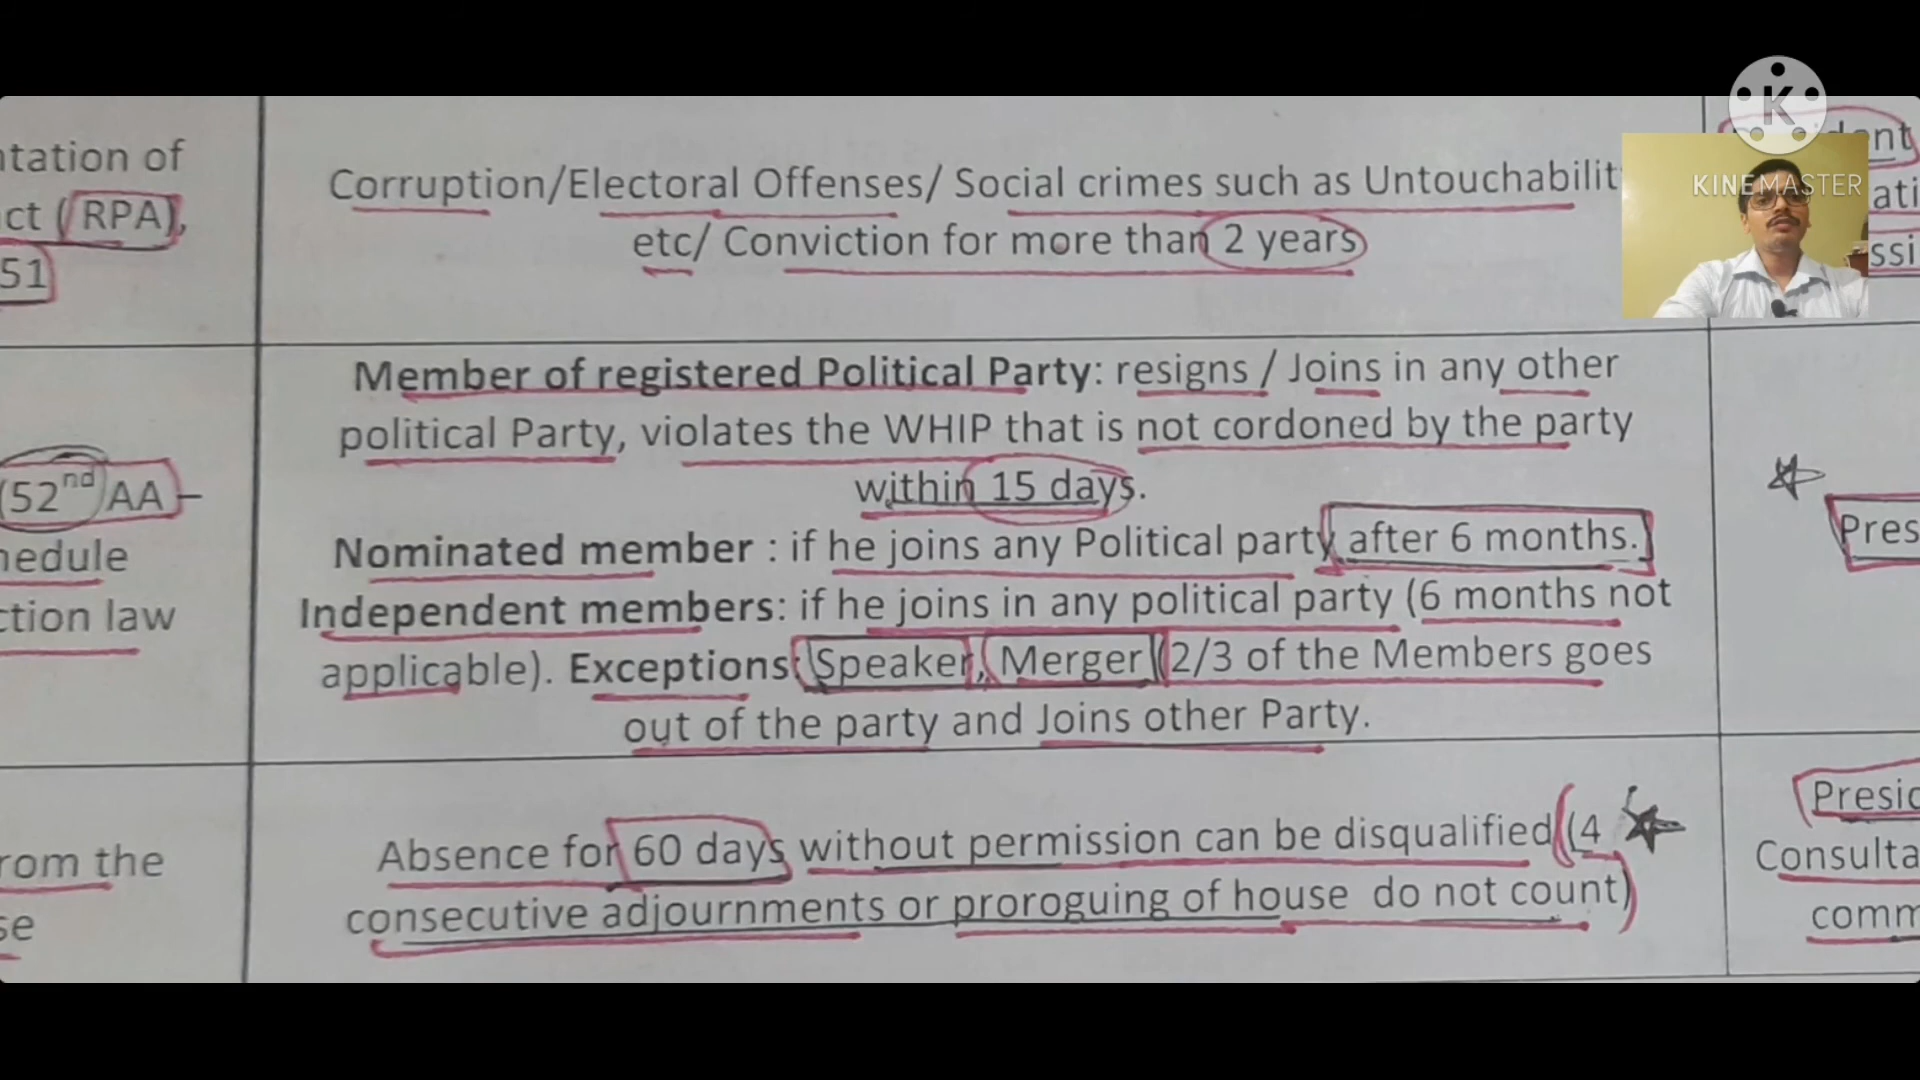 ntation of
ct (RPA),
51
Corruption/Electoral Offenses/ Social crimes such as Untouchabilit
etc/ Conviction for more than 2 years
nt
ati
ssi
KINEMASTER
K
(52nd AA –
hedule
ction law
Member of registered Political Party: resigns / Joins in any other
political Party, violates the WHIP that is not cordoned by the party
within 15 days.
Nominated member : if he joins any Political party after 6 months.
Independent members: if he joins in any political party (6 months not
applicable). Exceptions: Speaker, Merger (2/3 of the Members goes
out of the party and Joins other Party.
Pres
rom the
se
Absence for 60 days without permission can be disqualified (4
consecutive adjournments or proroguing of house do not count)
Presid
Consulta
comm